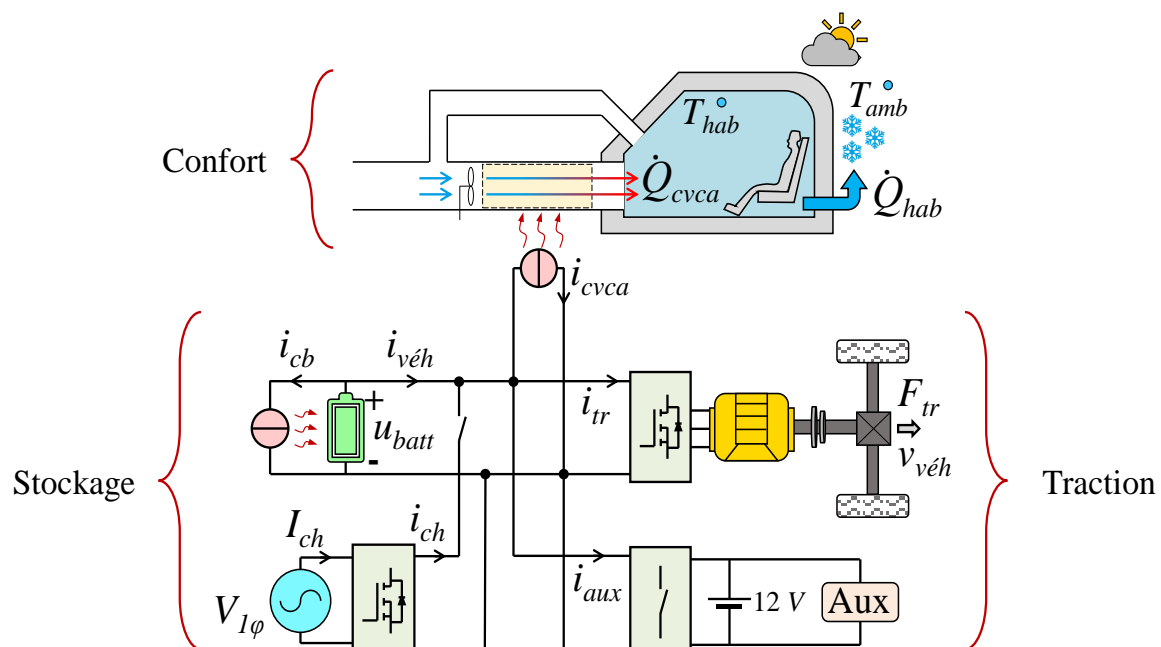 T_hab
T_amb
Confort
Q̇_cvca
Q̇_hab
i_cvca
i_cb
i_véh
+
u_batt
-
i_tr
F_tr
v_véh
Stockage
Traction
I_ch
i_ch
V_1φ
i_aux
12 V
Aux